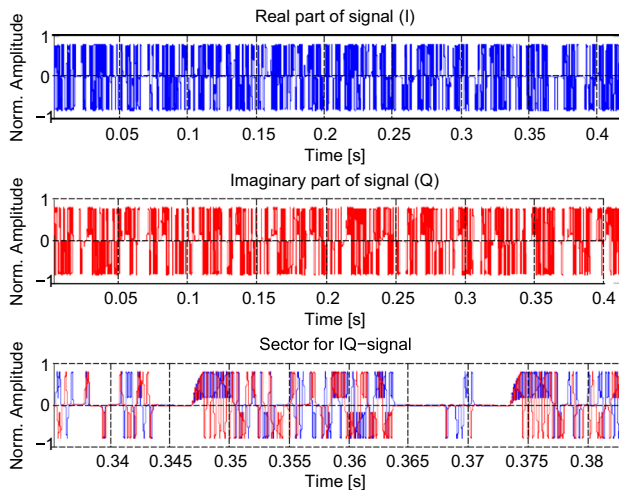 Real part of signal (I)
Norm. Amplitude
1
0
−1
0.05 0.1 0.15 0.2 0.25 0.3 0.35 0.4
Time [s]
Imaginary part of signal (Q)
Norm. Amplitude
1
0
−1
0.05 0.1 0.15 0.2 0.25 0.3 0.35 0.4
Time [s]
Sector for IQ−signal
Norm. Amplitude
1
0
−1
0.34 0.345 0.35 0.355 0.36 0.365 0.37 0.375 0.38
Time [s]